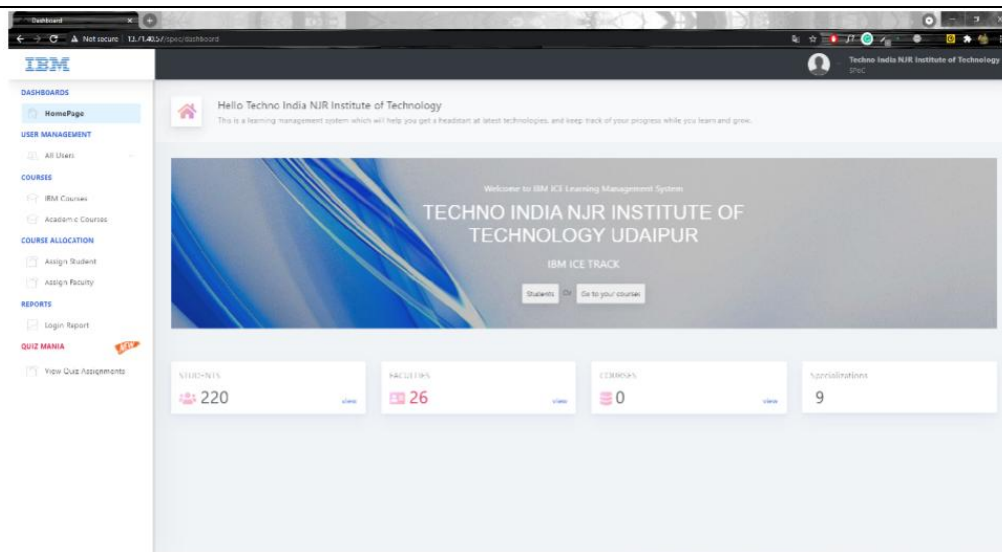 Dashboard
Not secure
/spec/dashboard
IBM
Techno India NJR Institute of Technology
SPoC
DASHBOARDS
HomePage
USER MANAGEMENT
All Users
COURSES
IBM Courses
Academic Courses
COURSE ALLOCATION
Assign Student
Assign Faculty
REPORTS
Login Report
QUIZ MANIA
NEW
View Quiz Assignments
Hello Techno India NJR Institute of Technology
This is a learning management system which will help you get a headstart at latest technologies, and keep track of your progress while you learn and grow.
Welcome to IBM ICE Learning Management System
TECHNO INDIA NJR INSTITUTE OF
TECHNOLOGY UDAIPUR
IBM ICE TRACK
Students Or Go to your courses
STUDENTS
220
view
FACULTIES
26
view
COURSES
0
view
Specializations
9